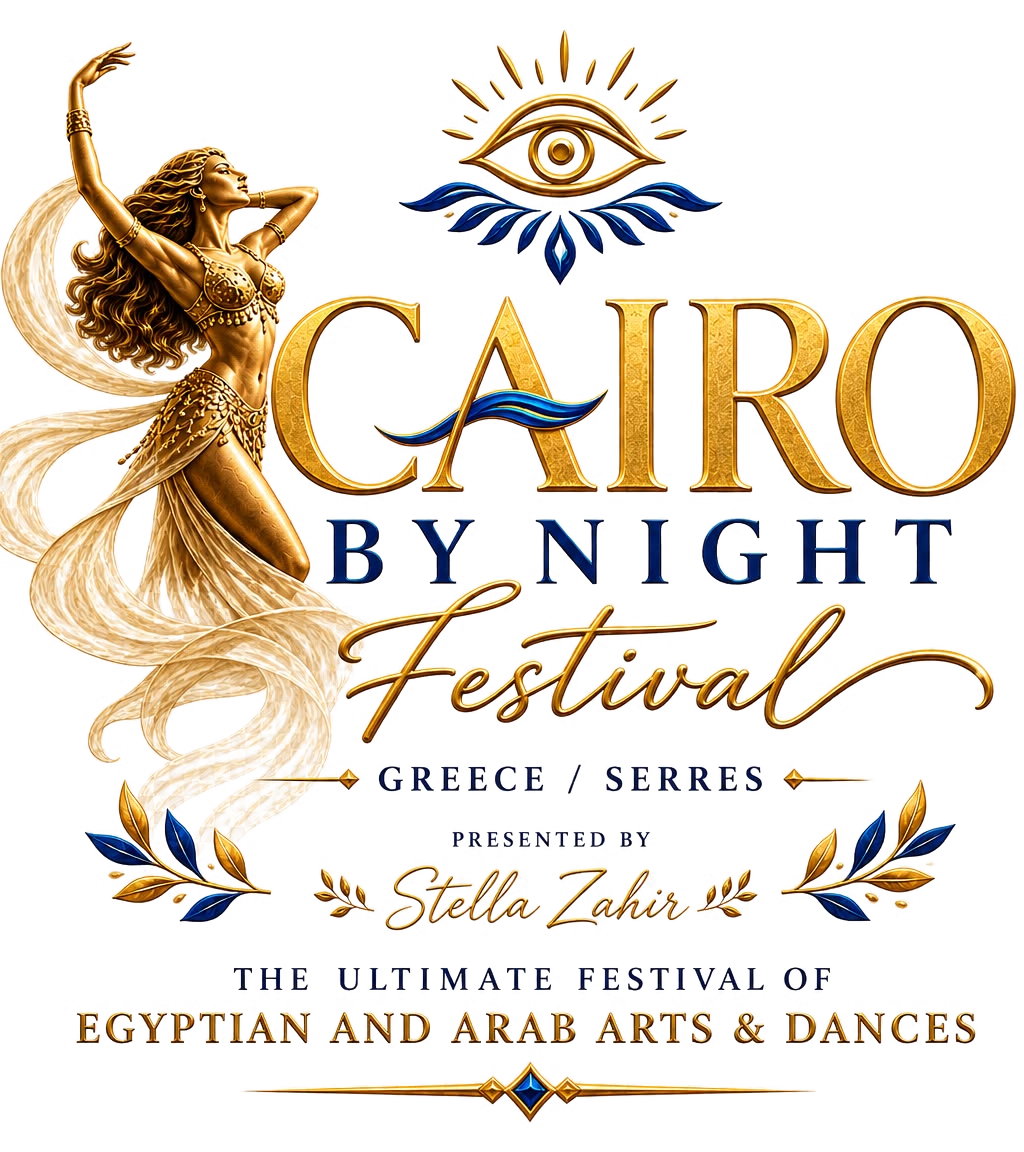 CAIRO
BY NIGHT
Festival
GREECE / SERRES
PRESENTED BY
Stella Zahir
THE ULTIMATE FESTIVAL OF
EGYPTIAN AND ARAB ARTS & DANCES